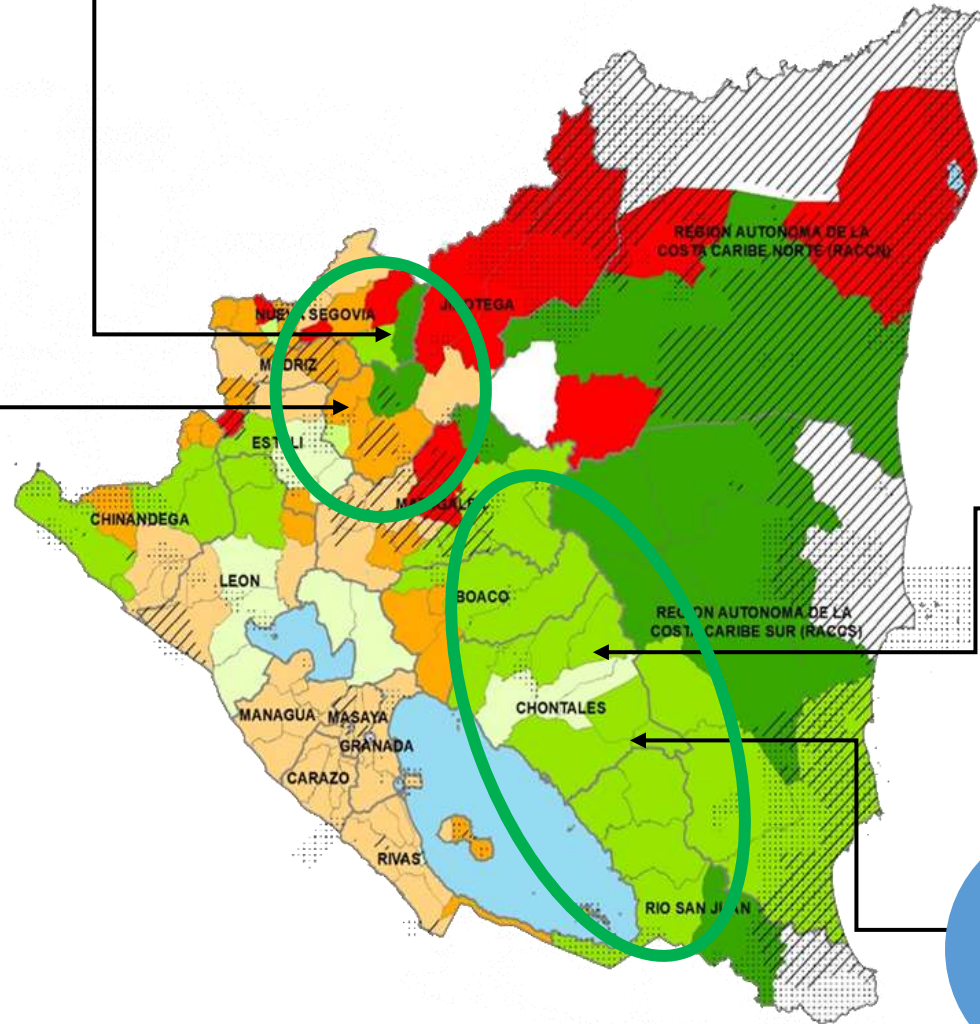 REGION AUTONOMA DE LA
COSTA CARIBE NORTE (RACCN)
JINOTEGA
NUEVA SEGOVIA
MADRIZ
ESTELI
MATAGALPA
CHINANDEGA
LEON
BOACO
REGION AUTONOMA DE LA
COSTA CARIBE SUR (RACCS)
CHONTALES
MANAGUA
MASAYA
GRANADA
CARAZO
RIVAS
RIO SAN JUAN